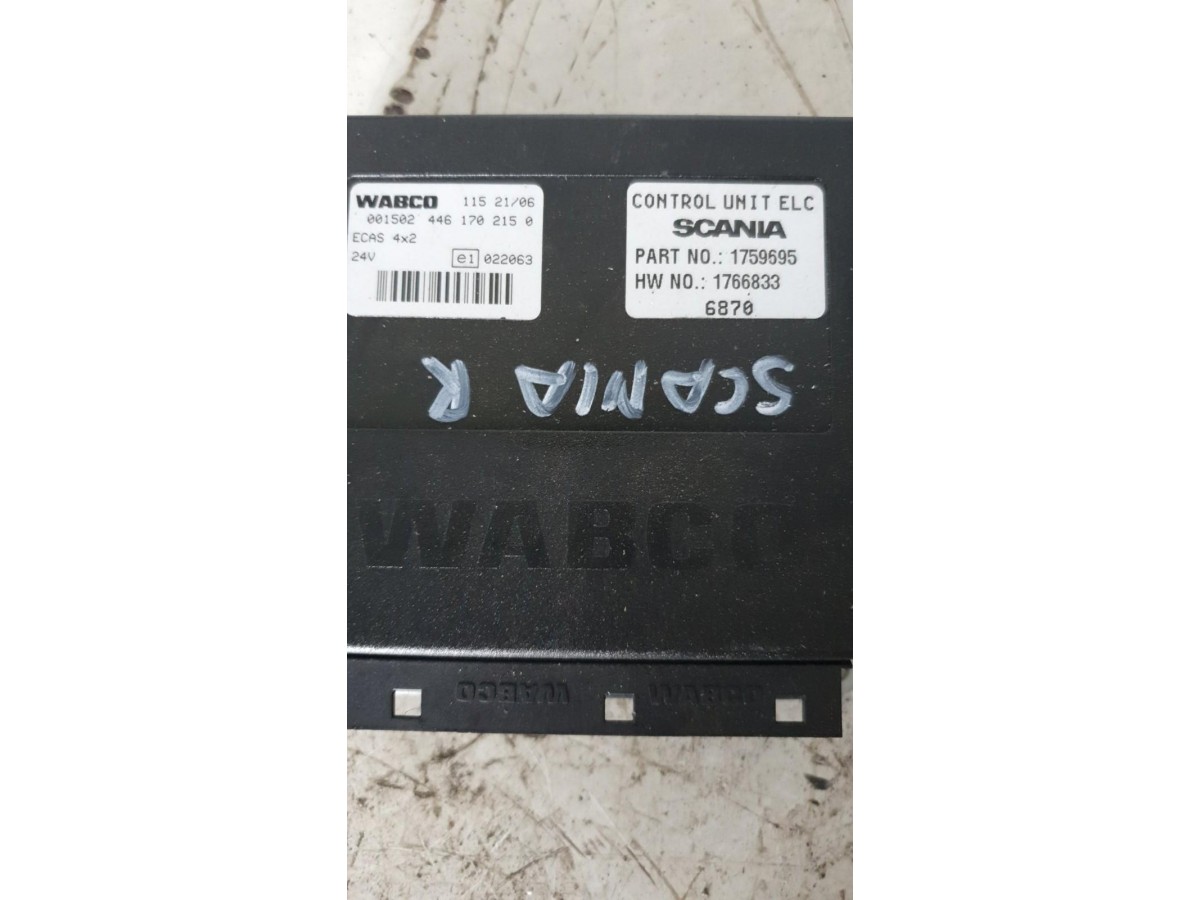 WABCO 115 21/06
001502 446 170 215 0
ECAS 4x2
24V e1 022063
CONTROL UNIT ELC
SCANIA
PART NO.: 1759695
HW NO.: 1766833
6870
SCANIA R
WABCO
WABCO WABCO